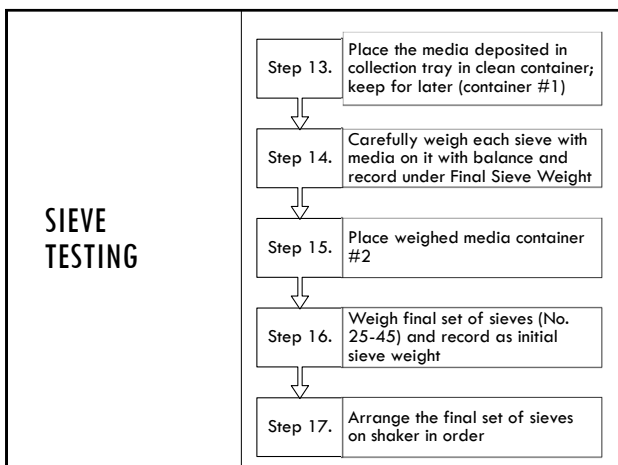 SIEVE
TESTING
Step 13.
Place the media deposited in
collection tray in clean container;
keep for later (container #1)
Step 14.
Carefully weigh each sieve with
media on it with balance and
record under Final Sieve Weight
Step 15.
Place weighed media container
#2
Step 16.
Weigh final set of sieves (No.
25-45) and record as initial
sieve weight
Step 17.
Arrange the final set of sieves
on shaker in order